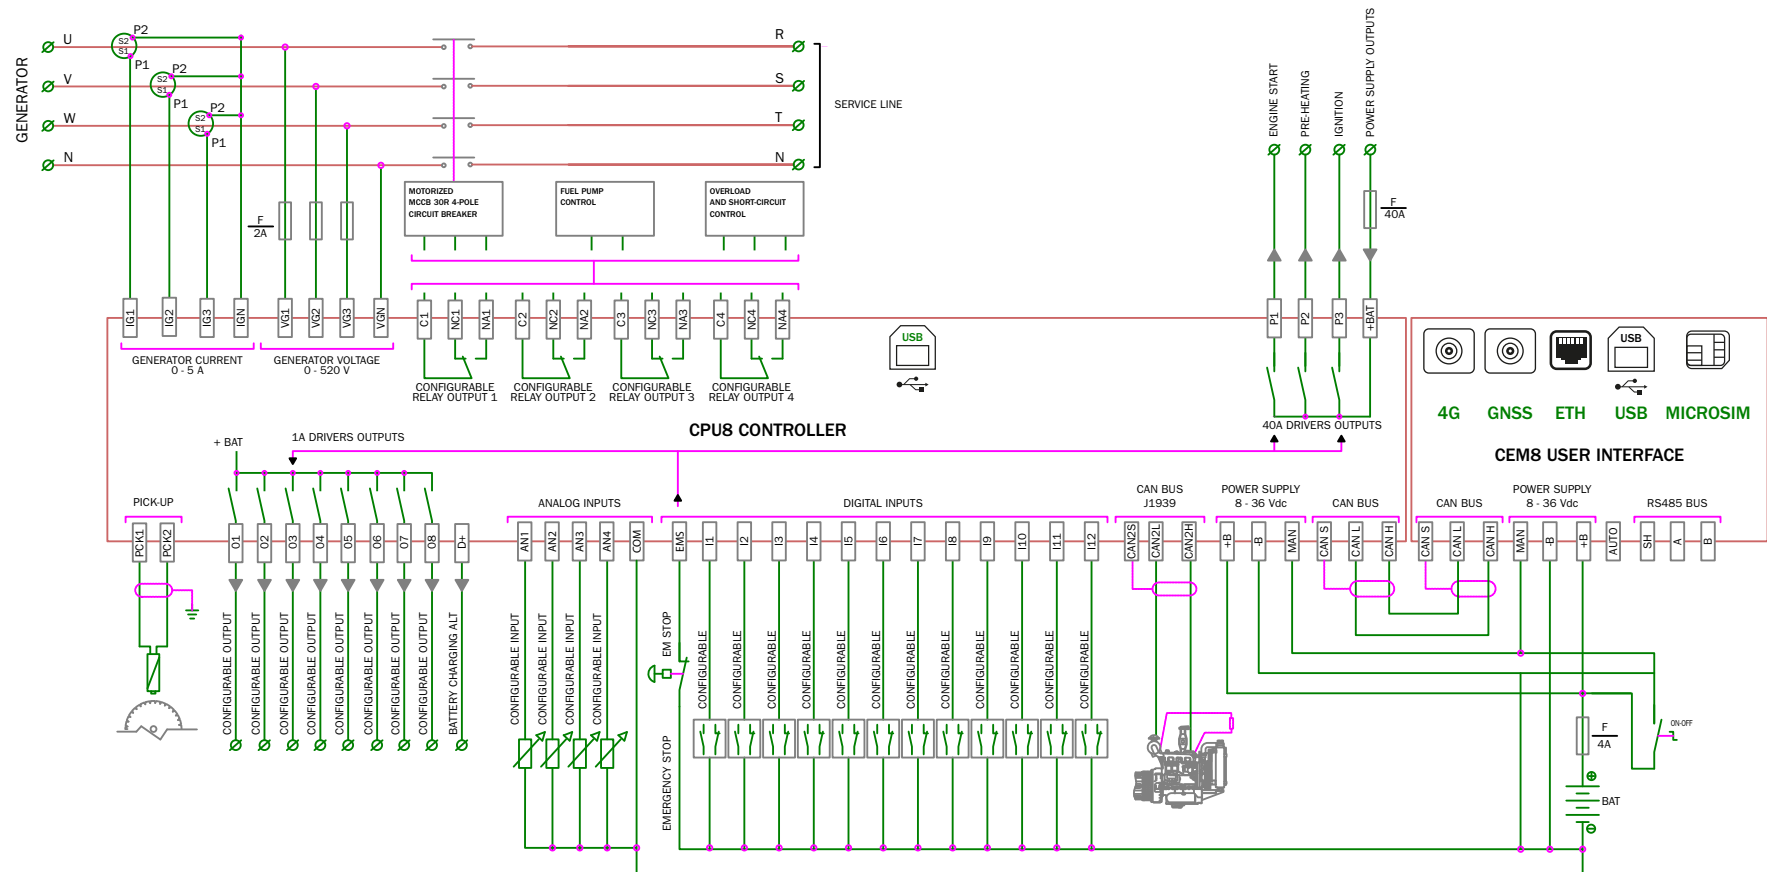 GENERATOR
U
V
W
N
S2
S1
P2
P1
S2
S1
P2
P1
S2
S1
P2
P1
R
S
T
N
SERVICE LINE
MOTORIZED
MCCB 30R 4-POLE
CIRCUIT BREAKER
FUEL PUMP
CONTROL
OVERLOAD
AND SHORT-CIRCUIT
CONTROL
F
2A
ENGINE START
PRE-HEATING
IGNITION
POWER SUPPLY OUTPUTS
F
40A
IG1
IG2
IG3
IGN
VG1
VG2
VG3
VGN
C1
NC1
NA1
C2
NC2
NA2
C3
NC3
NA3
C4
NC4
NA4
P1
P2
P3
+BAT
GENERATOR CURRENT
0 - 5 A
GENERATOR VOLTAGE
0 - 520 V
CONFIGURABLE
RELAY OUTPUT 1
CONFIGURABLE
RELAY OUTPUT 2
CONFIGURABLE
RELAY OUTPUT 3
CONFIGURABLE
RELAY OUTPUT 4
USB
USB
4G
GNSS
ETH
USB
MICROSIM
40A DRIVERS OUTPUTS
CPU8 CONTROLLER
CEM8 USER INTERFACE
+ BAT
1A DRIVERS OUTPUTS
PICK-UP
ANALOG INPUTS
DIGITAL INPUTS
CAN BUS
J1939
POWER SUPPLY
8 - 36 Vdc
CAN BUS
CAN BUS
POWER SUPPLY
8 - 36 Vdc
RS485 BUS
PCK1
PCK2
O1
O2
O3
O4
O5
O6
O7
O8
D+
AN1
AN2
AN3
AN4
COM
EMS
I1
I2
I3
I4
I5
I6
I7
I8
I9
I10
I11
I12
CAN2S
CAN2L
CAN2H
+B
-B
MAN
CAN S
CAN L
CAN H
CAN S
CAN L
CAN H
MAN
-B
+B
AUTO
SH
A
B
CONFIGURABLE OUTPUT
CONFIGURABLE OUTPUT
CONFIGURABLE OUTPUT
CONFIGURABLE OUTPUT
CONFIGURABLE OUTPUT
CONFIGURABLE OUTPUT
CONFIGURABLE OUTPUT
CONFIGURABLE OUTPUT
BATTERY CHARGING ALT
CONFIGURABLE INPUT
CONFIGURABLE INPUT
CONFIGURABLE INPUT
CONFIGURABLE INPUT
EM STOP
EMERGENCY STOP
CONFIGURABLE
CONFIGURABLE
CONFIGURABLE
CONFIGURABLE
CONFIGURABLE
CONFIGURABLE
CONFIGURABLE
CONFIGURABLE
CONFIGURABLE
CONFIGURABLE
CONFIGURABLE
CONFIGURABLE
ON-OFF
F
4A
BAT